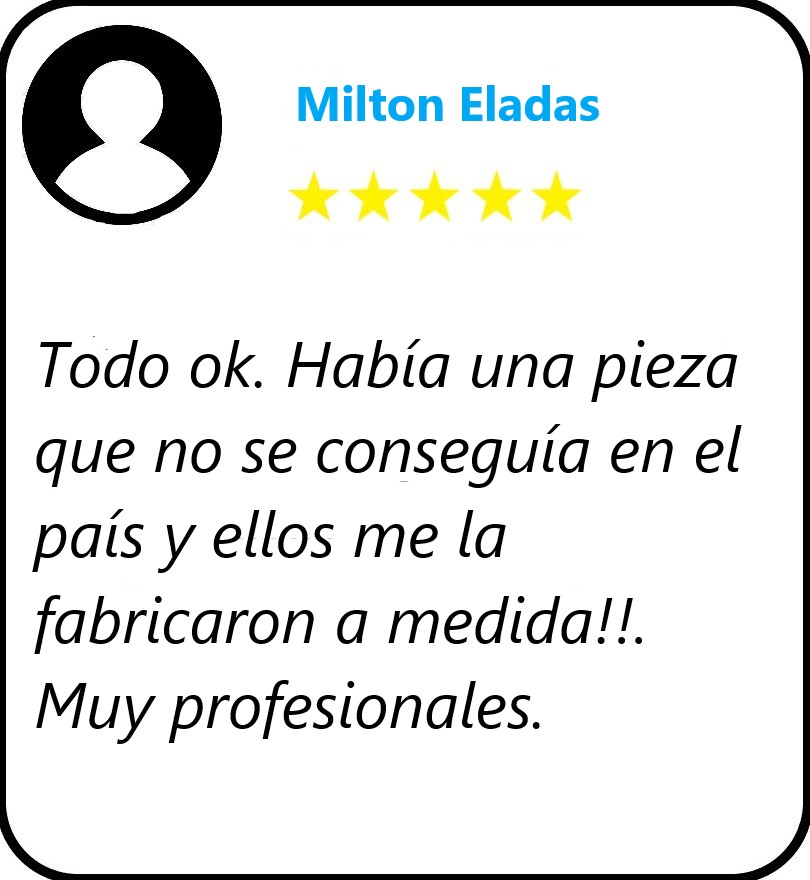 Milton Eladas
Todo ok. Había una pieza
que no se conseguía en el
país y ellos me la
fabricaron a medida!!.
Muy profesionales.